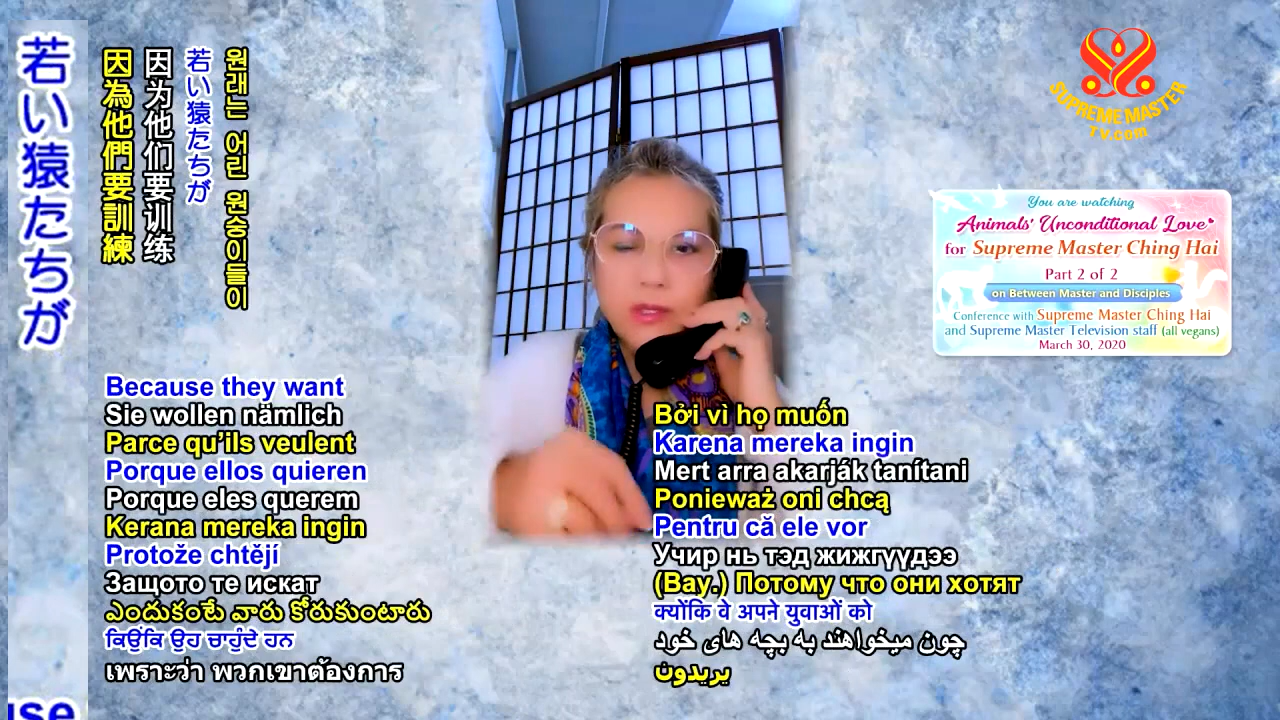 若い猿たちが
因為他們要訓練
因为他们要训练
若い猿たちが
원래는 어린 원숭이들이
SUPREME MASTER
TV.COM
You are watching
Animals' Unconditional Love
for Supreme Master Ching Hai
Part 2 of 2
on Between Master and Disciples
Conference with Supreme Master Ching Hai
and Supreme Master Television staff (all vegans)
March 30, 2020
Because they want
Sie wollen nämlich
Parce qu'ils veulent
Porque ellos quieren
Porque eles querem
Kerana mereka ingin
Protože chtějí
Защото те искат
ఎందుకంటే వారు కోరుకుంటారు
ਕਿਉਂਕਿ ਉਹ ਚਾਹੁੰਦੇ ਹਨ
เพราะว่า พวกเขาต้องการ
Bởi vì họ muốn
Karena mereka ingin
Mert arra akarják tanítani
Ponieważ oni chcą
Pentru că ele vor
Учир нь тэд жижгүүдээ
(Вау.) Потому что они хотят
क्योंकि वे अपने युवाओं को
چون میخواهند به بچه های خود
يريدون
use